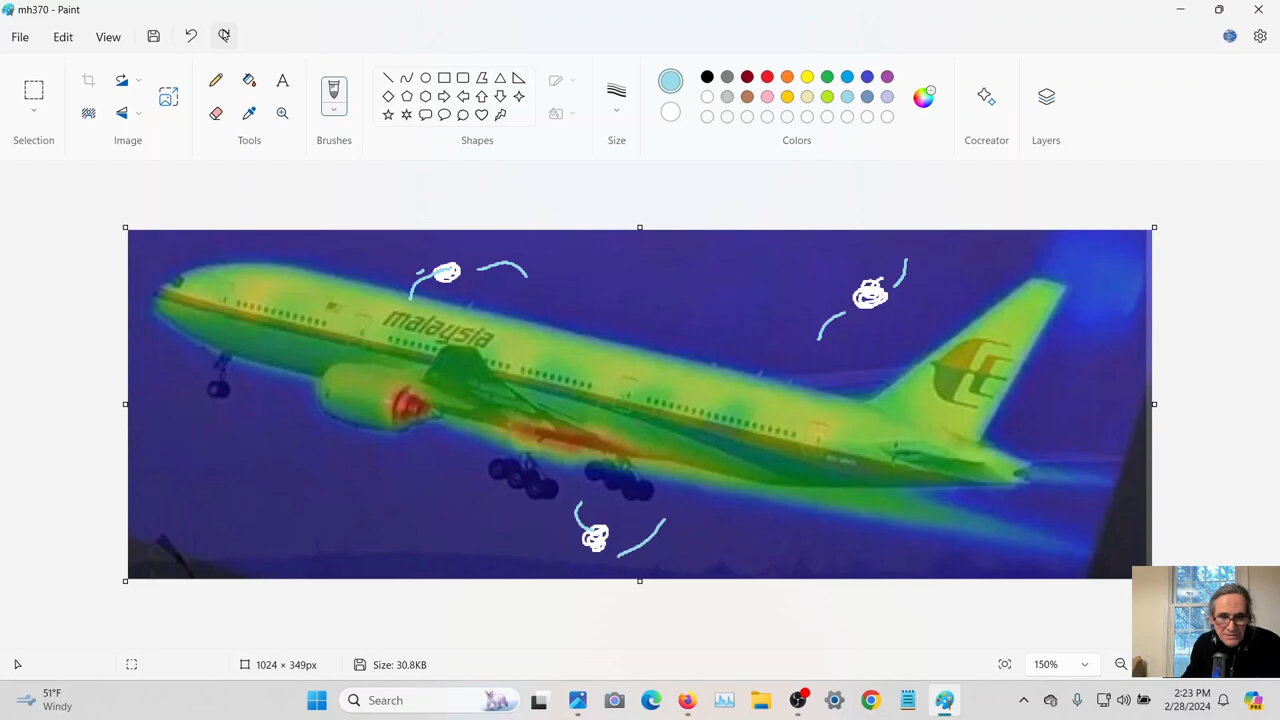 mh370 - Paint
File
Edit
View
Selection
Image
Tools
Brushes
Shapes
Size
Colors
Cocreator
Layers
malaysia
1024 × 349px
Size: 30.8KB
150%
51°F
Windy
Search
2:23 PM
2/28/2024
PRE